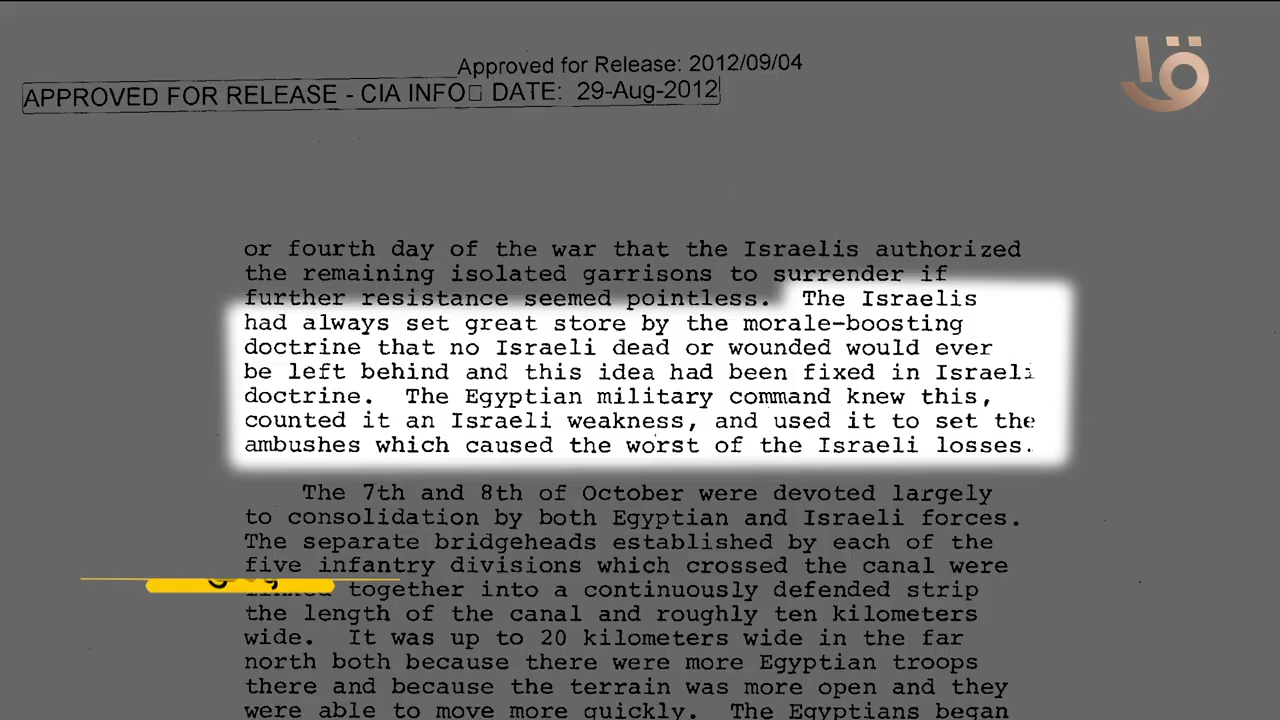 Approved for Release: 2012/09/04
APPROVED FOR RELEASE - CIA INFO□ DATE: 29-Aug-2012
or fourth day of the war that the Israelis authorized
the remaining isolated garrisons to surrender if
further resistance seemed pointless. The Israelis
had always set great store by the morale-boosting
doctrine that no Israeli dead or wounded would ever
be left behind and this idea had been fixed in Israeli
doctrine. The Egyptian military command knew this,
counted it an Israeli weakness, and used it to set the
ambushes which caused the worst of the Israeli losses.
The 7th and 8th of October were devoted largely
to consolidation by both Egyptian and Israeli forces.
The separate bridgeheads established by each of the
five infantry divisions which crossed the canal were
together into a continuously defended strip
the length of the canal and roughly ten kilometers
wide. It was up to 20 kilometers wide in the far
north both because there were more Egyptian troops
there and because the terrain was more open and they
were able to move more quickly. The Egyptians began